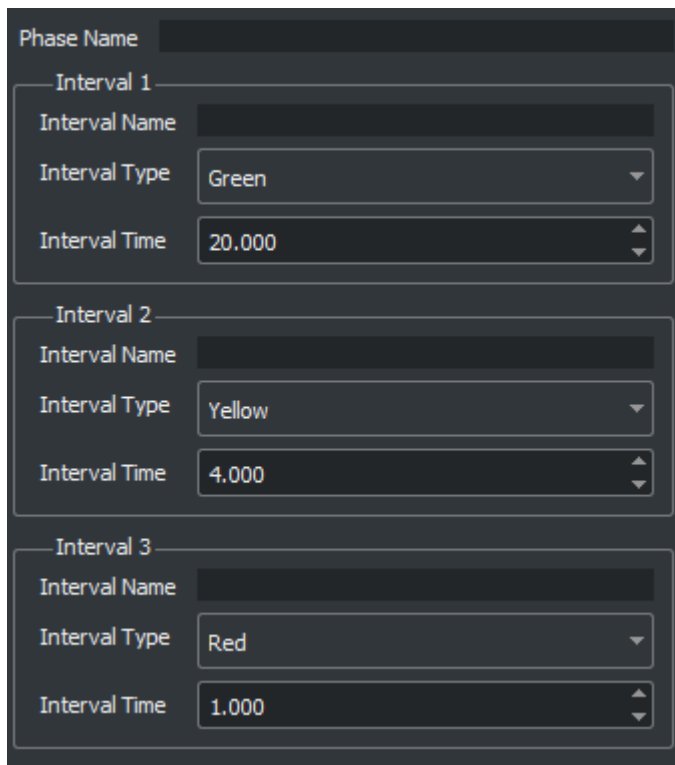 Phase Name
Interval 1
Interval Name
Interval Type Green
Interval Time 20.000
Interval 2
Interval Name
Interval Type Yellow
Interval Time 4.000
Interval 3
Interval Name
Interval Type Red
Interval Time 1.000